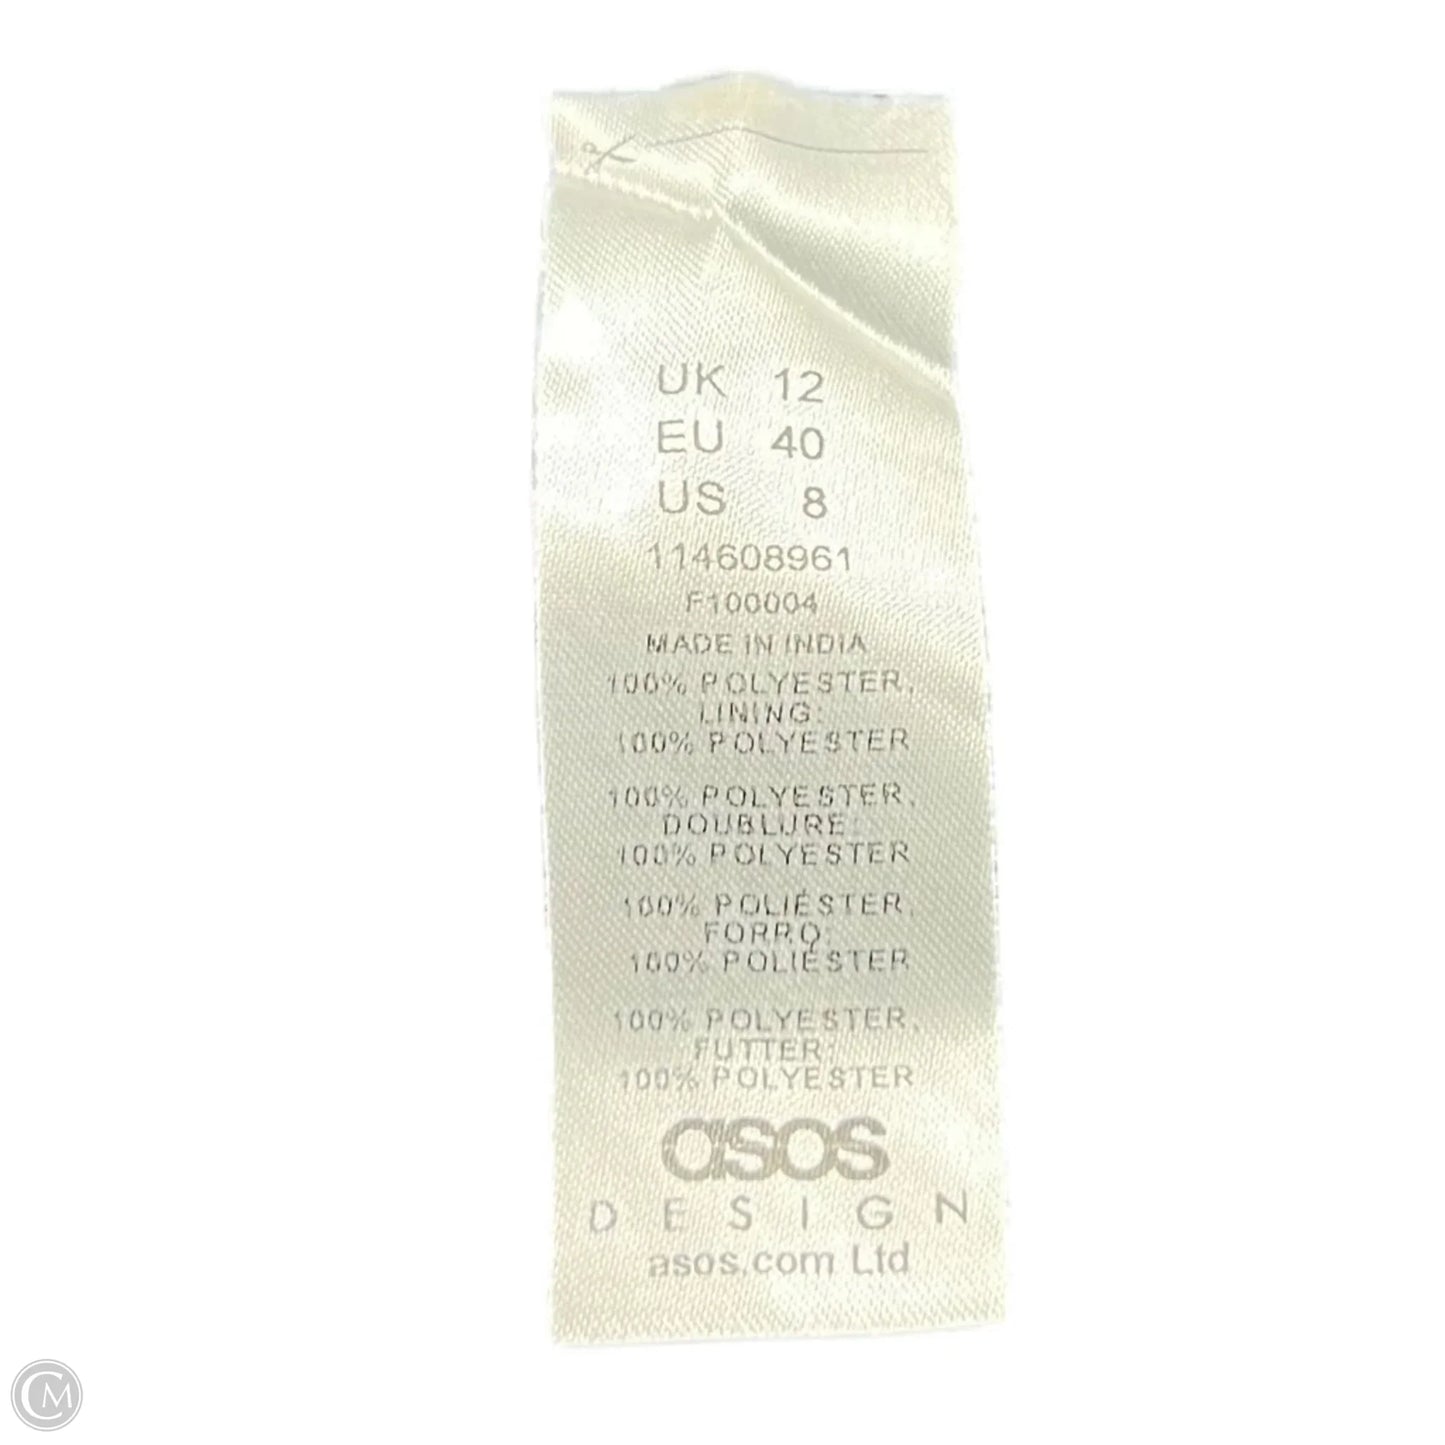 UK 12
EU 40
US 8
114608961
F100004
MADE IN INDIA
100% POLYESTER,
LINING:
100% POLYESTER
100% POLYESTER,
DOUBLURE:
100% POLYESTER
100% POLIÉSTER,
FORRO:
100% POLIÉSTER
100% POLYESTER,
FUTTER:
100% POLYESTER
asos
DESIGN
asos.com Ltd
CM